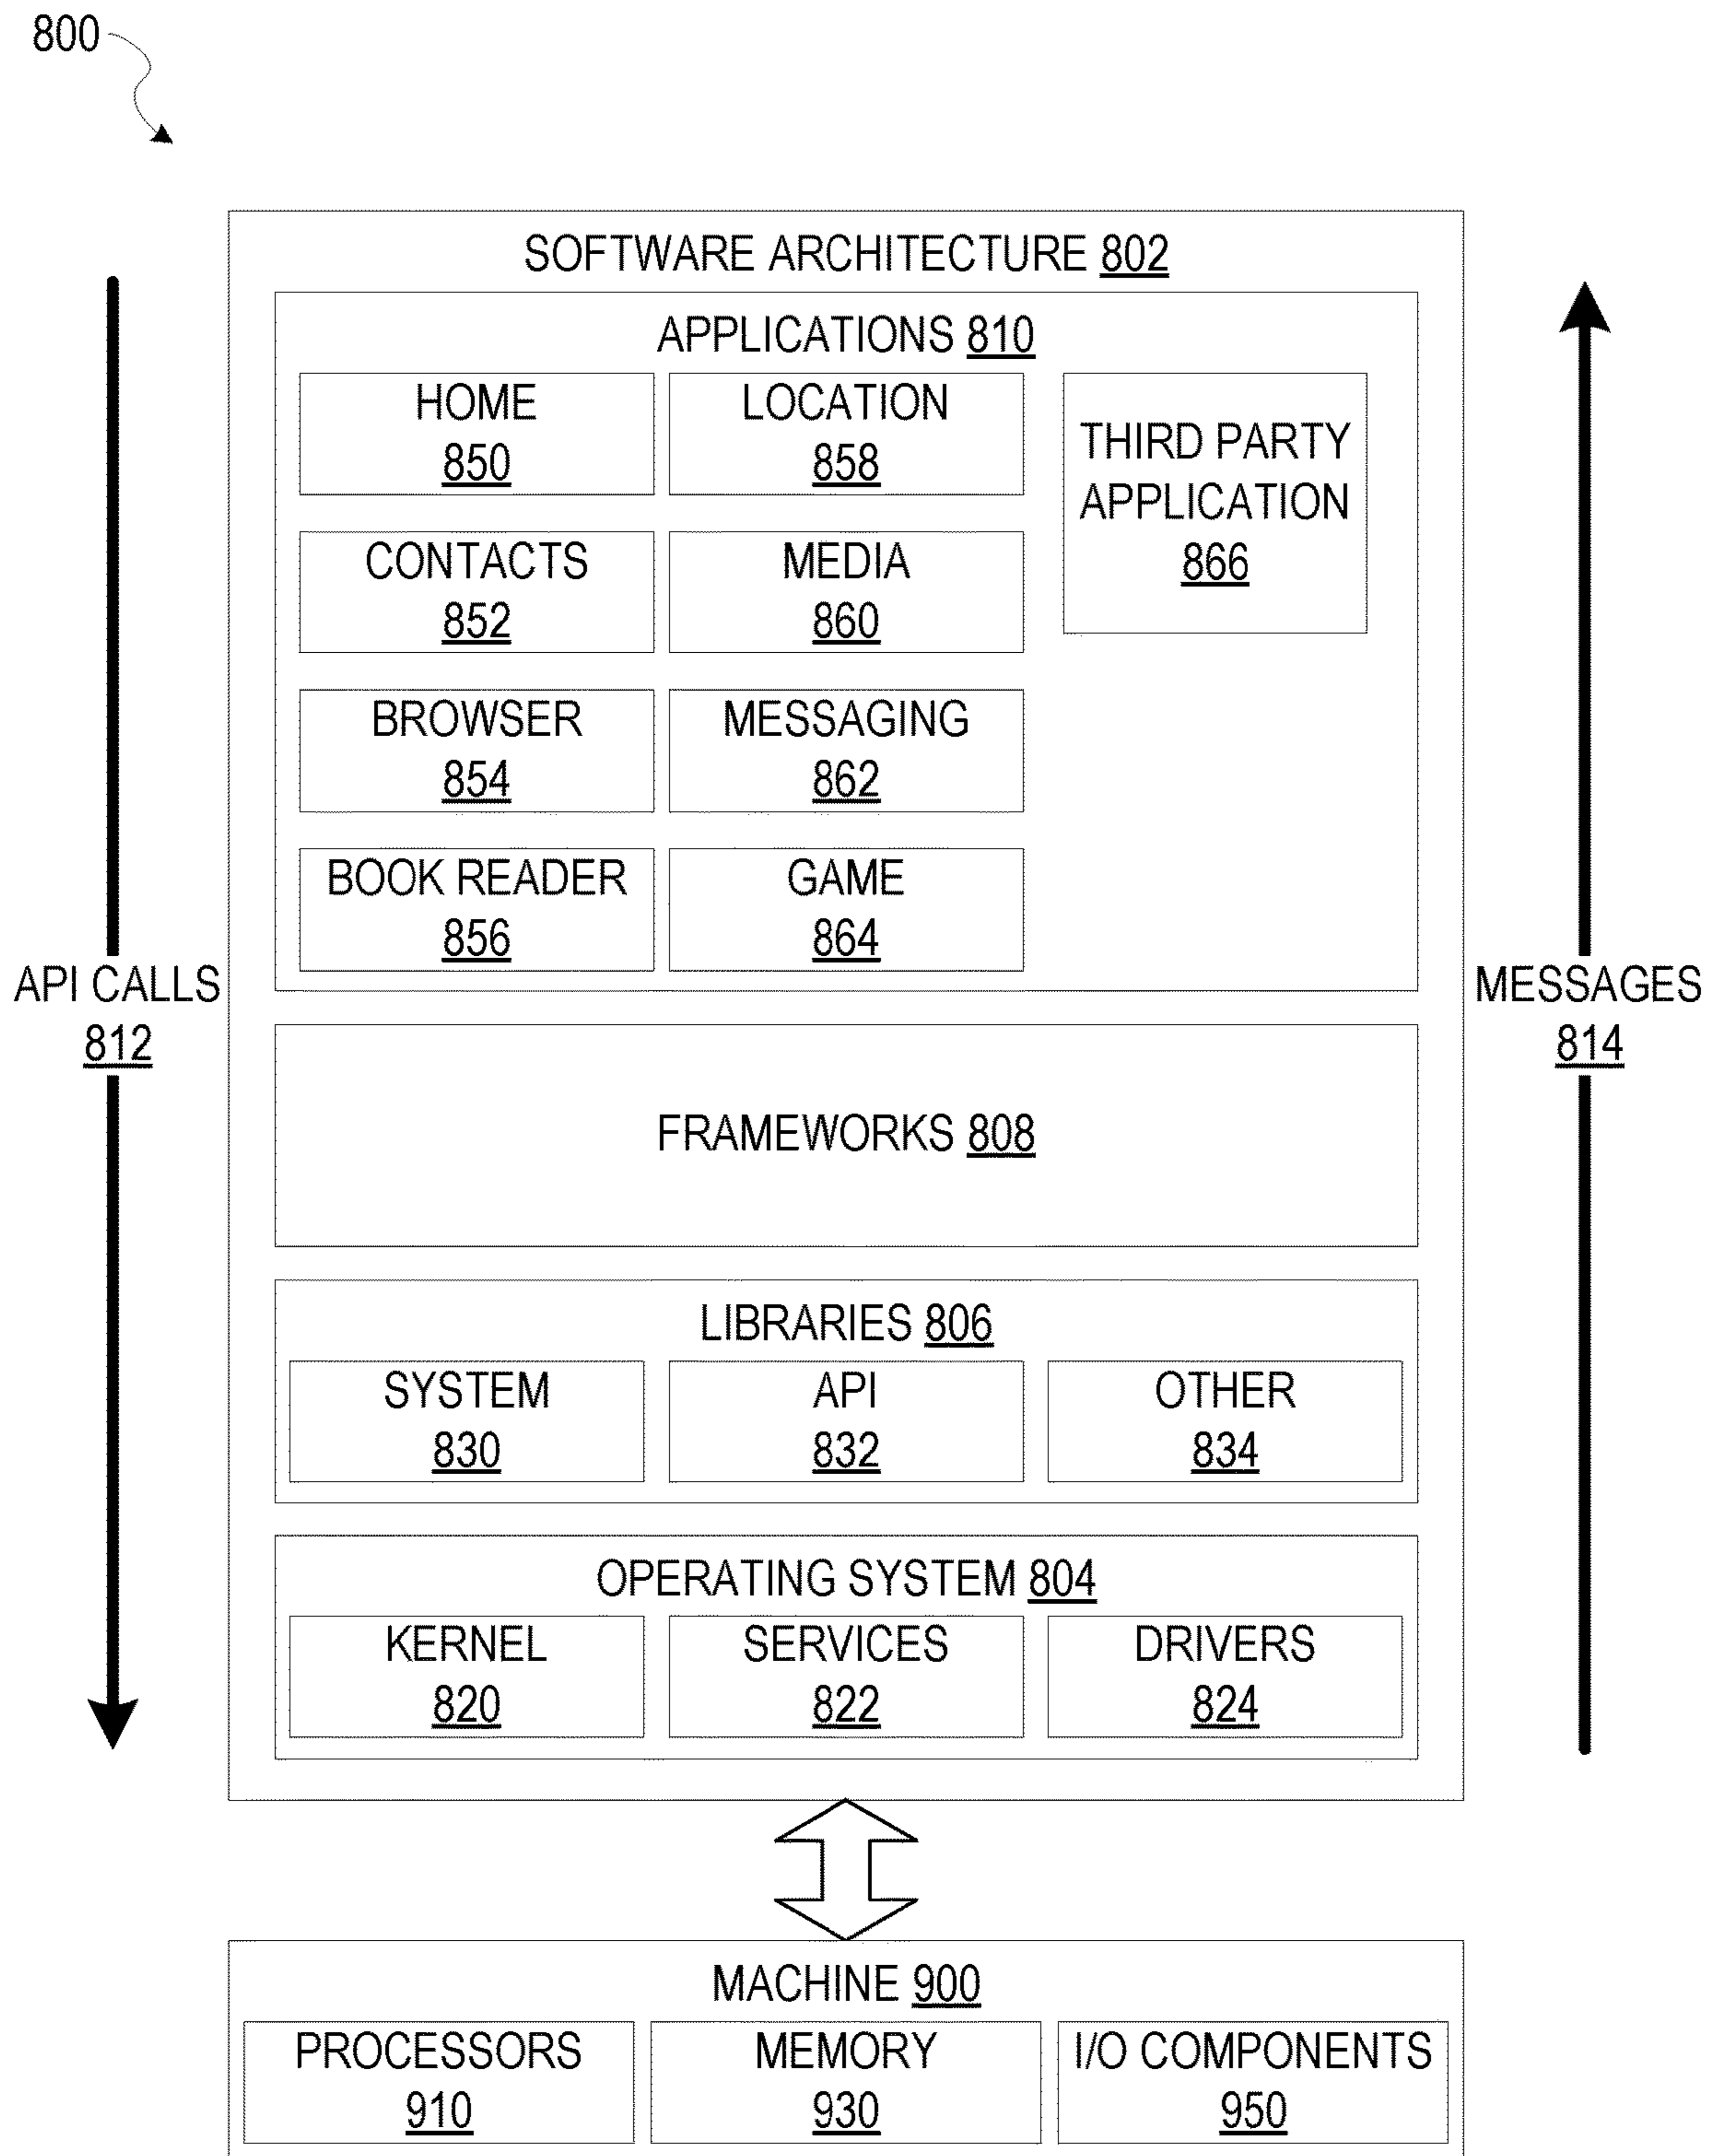 800
SOFTWARE ARCHITECTURE 802
APPLICATIONS 810
HOME
850
LOCATION
858
THIRD PARTY
APPLICATION
866
CONTACTS
852
MEDIA
860
BROWSER
854
MESSAGING
862
BOOK READER
856
GAME
864
API CALLS
812
MESSAGES
814
FRAMEWORKS 808
LIBRARIES 806
SYSTEM
830
API
832
OTHER
834
OPERATING SYSTEM 804
KERNEL
820
SERVICES
822
DRIVERS
824
MACHINE 900
PROCESSORS
910
MEMORY
930
I/O COMPONENTS
950